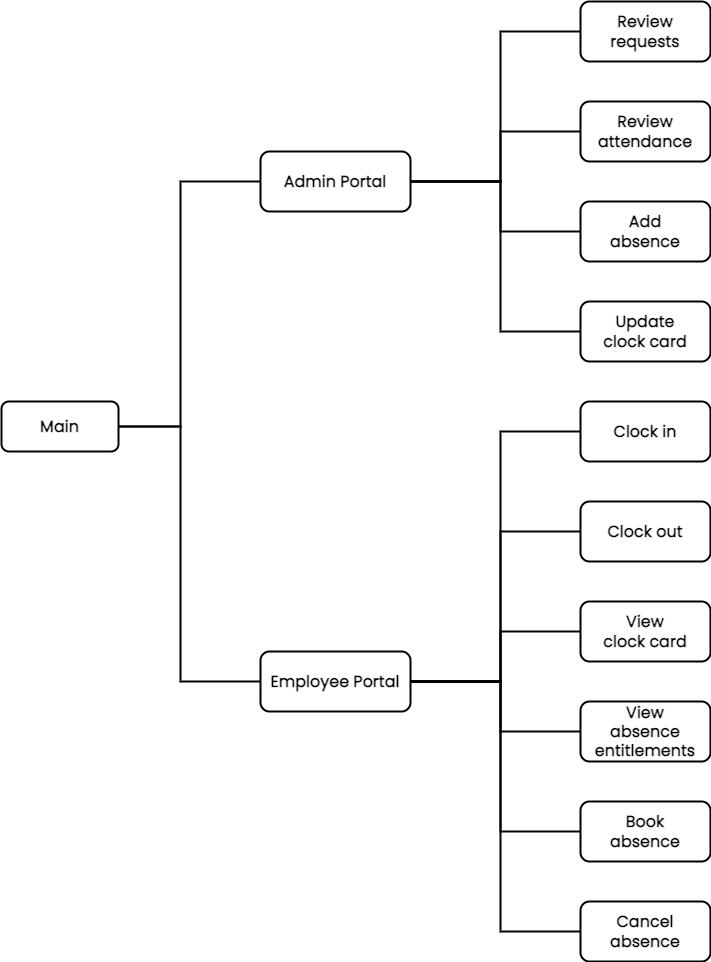 Review
requests
Review
attendance
Admin Portal
Add
absence
Update
clock card
Main
Clock in
Clock out
View
clock card
Employee Portal
View
absence
entitlements
Book
absence
Cancel
absence